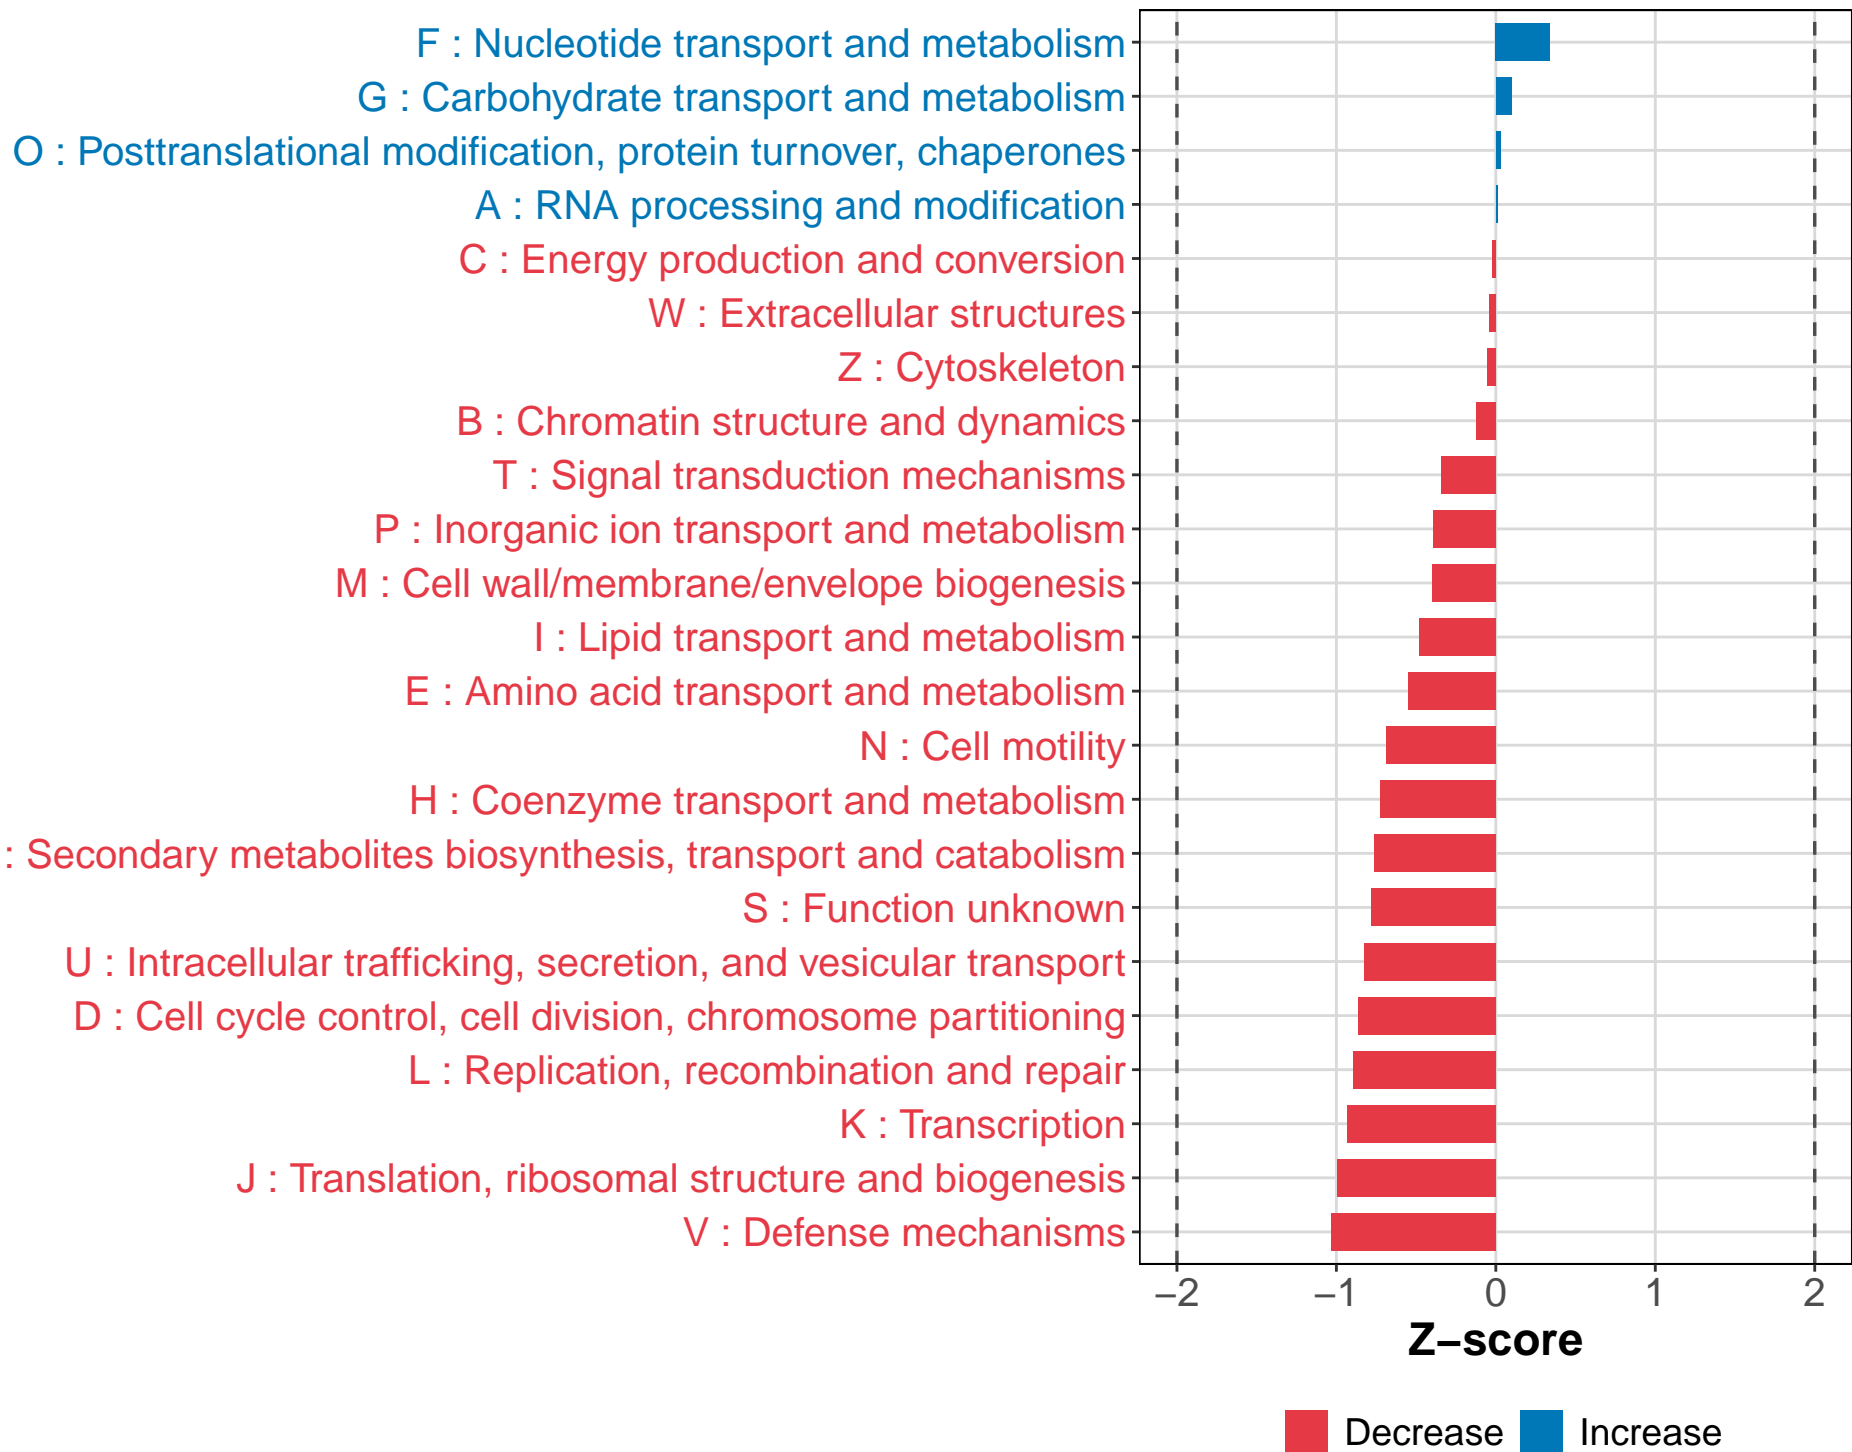 F : Nucleotide transport and metabolism
G : Carbohydrate transport and metabolism
O : Posttranslational modification, protein turnover, chaperones
A : RNA processing and modification
C : Energy production and conversion
W : Extracellular structures
Z : Cytoskeleton
B : Chromatin structure and dynamics
T : Signal transduction mechanisms
P : Inorganic ion transport and metabolism
M : Cell wall/membrane/envelope biogenesis
I : Lipid transport and metabolism
E : Amino acid transport and metabolism
N : Cell motility
H : Coenzyme transport and metabolism
: Secondary metabolites biosynthesis, transport and catabolism
S : Function unknown
U : Intracellular trafficking, secretion, and vesicular transport
D : Cell cycle control, cell division, chromosome partitioning
L : Replication, recombination and repair
K : Transcription
J : Translation, ribosomal structure and biogenesis
V : Defense mechanisms
−2 −1 0 1 2
Z−score
Decrease Increase